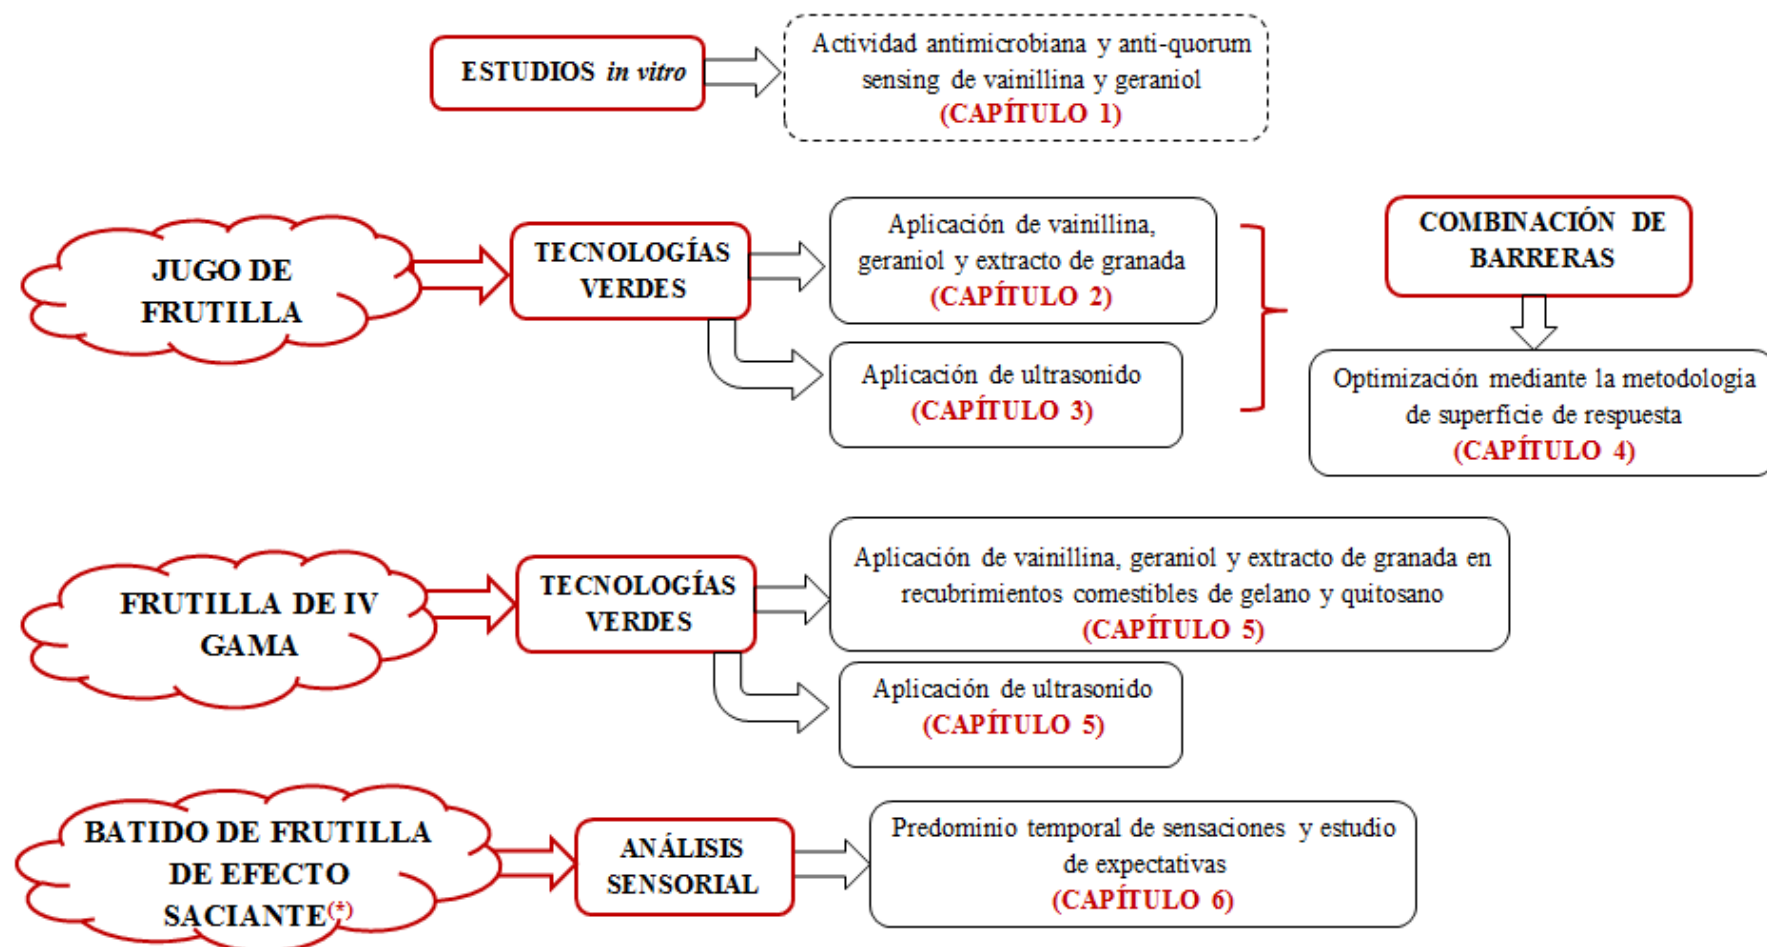 ESTUDIOS in vitro
Actividad antimicrobiana y anti-quorum
sensing de vainillina y geraniol
(CAPÍTULO 1)
JUGO DE
FRUTILLA
TECNOLOGÍAS
VERDES
Aplicación de vainillina,
geraniol y extracto de granada
(CAPÍTULO 2)
Aplicación de ultrasonido
(CAPÍTULO 3)
COMBINACIÓN DE
BARRERAS
Optimización mediante la metodologia
de superficie de respuesta
(CAPÍTULO 4)
FRUTILLA DE IV
GAMA
TECNOLOGÍAS
VERDES
Aplicación de vainillina, geraniol y extracto de granada en
recubrimientos comestibles de gelano y quitosano
(CAPÍTULO 5)
Aplicación de ultrasonido
(CAPÍTULO 5)
BATIDO DE FRUTILLA
DE EFECTO
SACIANTE(*)
ANÁLISIS
SENSORIAL
Predominio temporal de sensaciones y estudio
de expectativas
(CAPÍTULO 6)